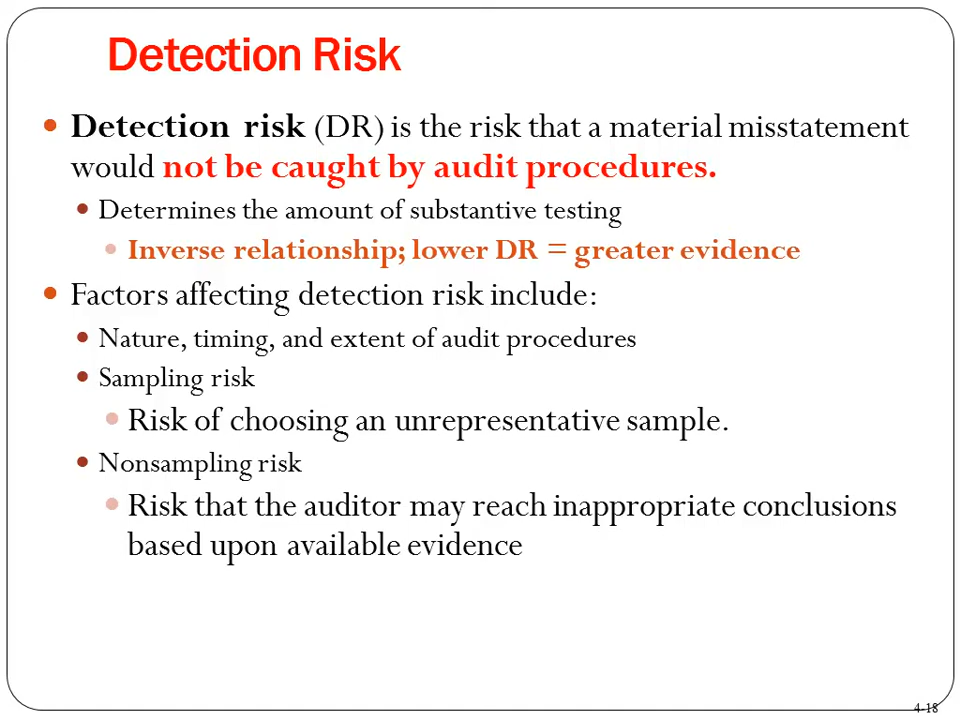 Detection Risk
• Detection risk (DR) is the risk that a material misstatement
would not be caught by audit procedures.
• Determines the amount of substantive testing
• Inverse relationship; lower DR = greater evidence
• Factors affecting detection risk include:
• Nature, timing, and extent of audit procedures
• Sampling risk
• Risk of choosing an unrepresentative sample.
• Nonsampling risk
• Risk that the auditor may reach inappropriate conclusions
based upon available evidence
4-18